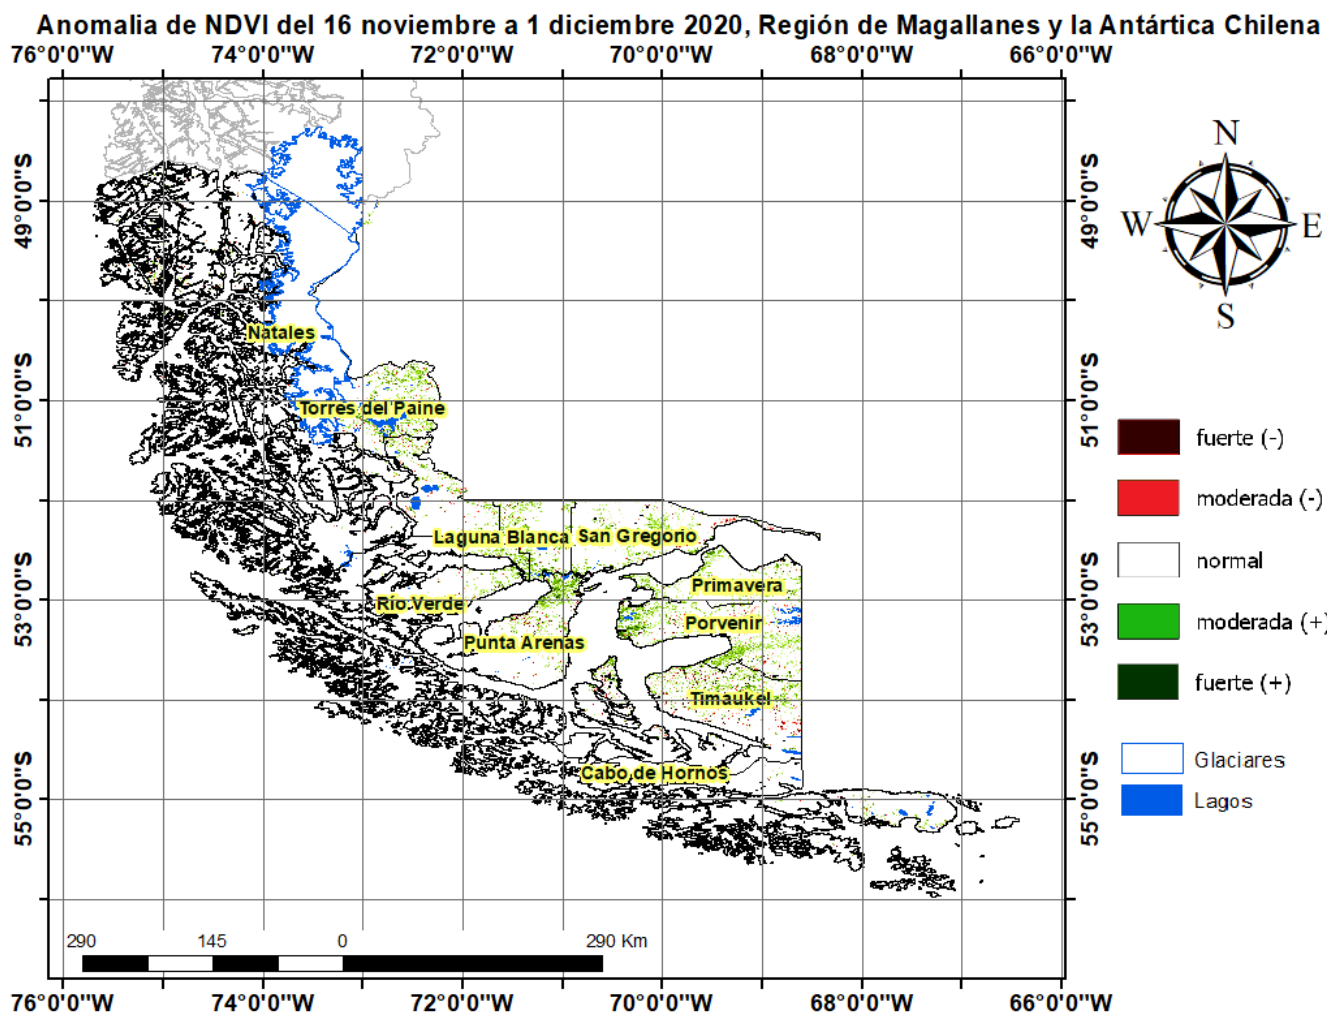 Anomalia de NDVI del 16 noviembre a 1 diciembre 2020, Región de Magallanes y la Antártica Chilena
76°0'0"W 74°0'0"W 72°0'0"W 70°0'0"W 68°0'0"W 66°0'0"W
N
W E
S
49°0'0"S 49°0'0"S
Natales
51°0'0"S 51°0'0"S
Torres del Paine
fuerte (-)
moderada (-)
Laguna Blanca San Gregorio
normal
Primavera
53°0'0"S 53°0'0"S
Río Verde
Porvenir
moderada (+)
Punta Arenas
fuerte (+)
Timaukel
Glaciares
Cabo de Hornos
55°0'0"S 55°0'0"S
Lagos
290 145 0 290 Km
76°0'0"W 74°0'0"W 72°0'0"W 70°0'0"W 68°0'0"W 66°0'0"W